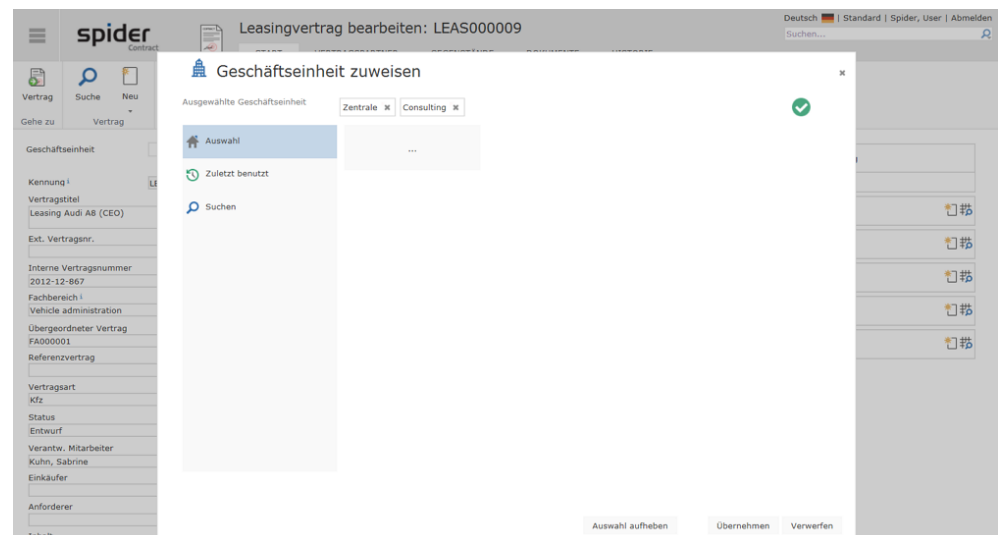 Deutsch | Standard | Spider, User | Abmelden
spider
Contract
Leasingvertrag bearbeiten: LEAS000009
Suchen...
Vertrag
Suche
Neu
Gehe zu
Vertrag
Geschäftseinheit
Kennung i
LE
Vertragstitel
Leasing Audi A8 (CEO)
Ext. Vertragsnr.
Interne Vertragsnummer
2012-12-867
Fachbereich i
Vehicle administration
Übergeordneter Vertrag
FA000001
Referenzvertrag
Vertragsart
Kfz
Status
Entwurf
Verantw. Mitarbeiter
Kuhn, Sabrine
Einkäufer
Anforderer
Geschäftseinheit zuweisen
Ausgewählte Geschäftseinheit
Zentrale
Consulting
Auswahl
...
Zuletzt benutzt
Suchen
Auswahl aufheben
Übernehmen
Verwerfen